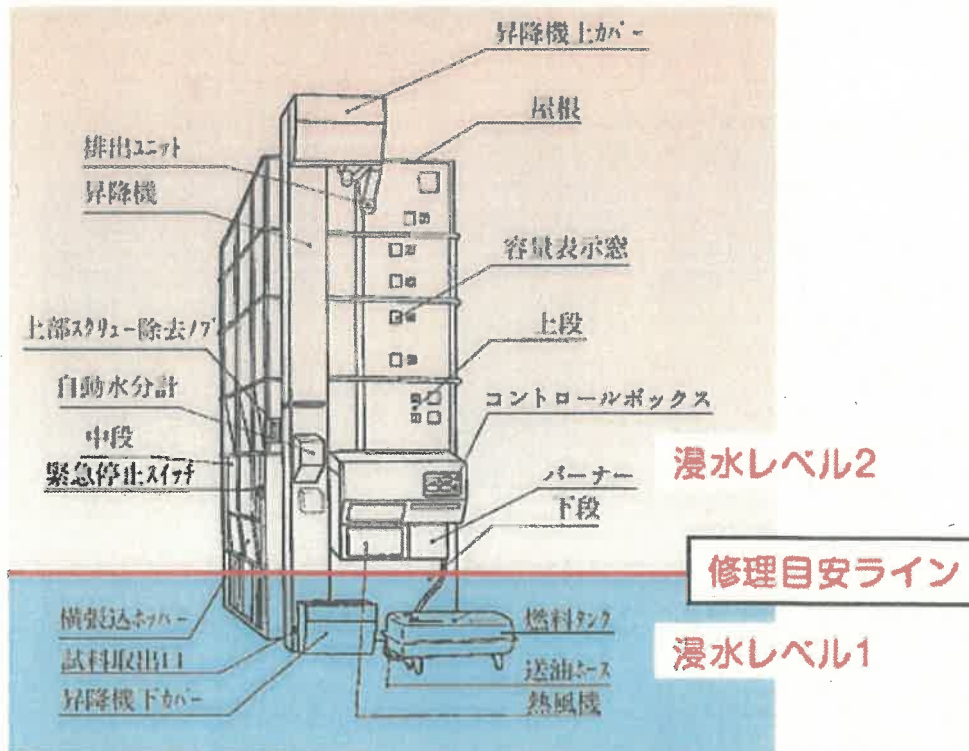 昇降機上カバー
屋根
排出ユニット
昇降機
容量表示窓
上部スクリュー除去ノブ
上段
自動水分計
コントロールボックス
中段
浸水レベル2
緊急停止スイッチ
バーナー
下段
修理目安ライン
横張込ホッパー
燃料タンク
試料取出口
浸水レベル1
送油ホース
昇降機下カバー
熱風機